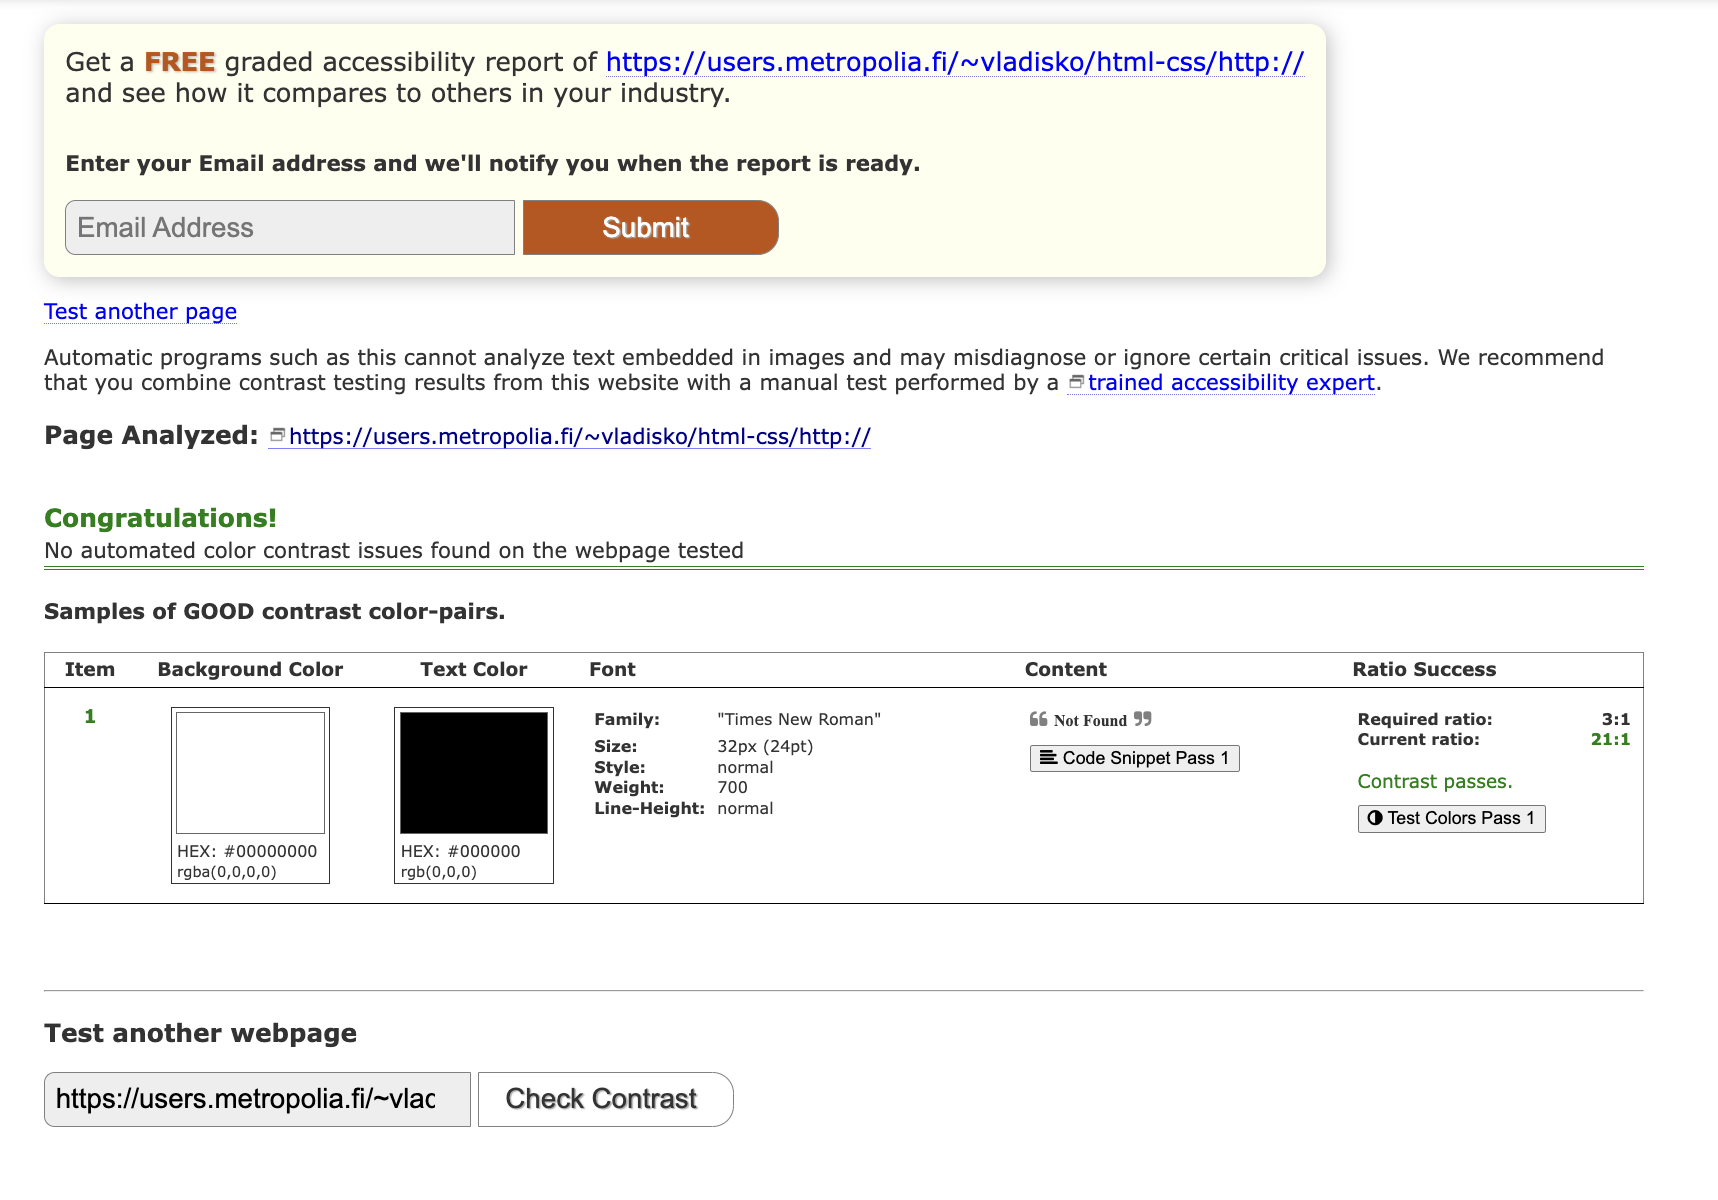 Get a FREE graded accessibility report of https://users.metropolia.fi/~vladisko/html-css/http://
and see how it compares to others in your industry.
Enter your Email address and we'll notify you when the report is ready.
Email Address Submit
Test another page
Automatic programs such as this cannot analyze text embedded in images and may misdiagnose or ignore certain critical issues. We recommend
that you combine contrast testing results from this website with a manual test performed by a trained accessibility expert.
Page Analyzed: https://users.metropolia.fi/~vladisko/html-css/http://
Congratulations!
No automated color contrast issues found on the webpage tested
Samples of GOOD contrast color-pairs.
Item Background Color Text Color Font Content Ratio Success
1
HEX: #00000000
rgba(0,0,0,0)
HEX: #000000
rgb(0,0,0)
Family: "Times New Roman"
Size: 32px (24pt)
Style: normal
Weight: 700
Line-Height: normal
❝ Not Found ❞
Code Snippet Pass 1
Required ratio: 3:1
Current ratio: 21:1
Contrast passes.
Test Colors Pass 1
Test another webpage
https://users.metropolia.fi/~vlac Check Contrast